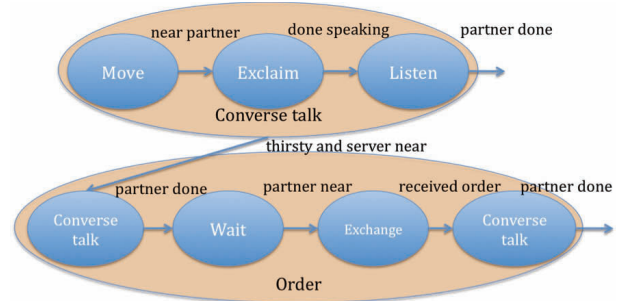 near partner
done speaking
partner done
Move
Exclaim
Listen
Converse talk
thirsty and server near
partner done
partner near
received order
partner done
Converse
talk
Wait
Exchange
Converse
talk
Order